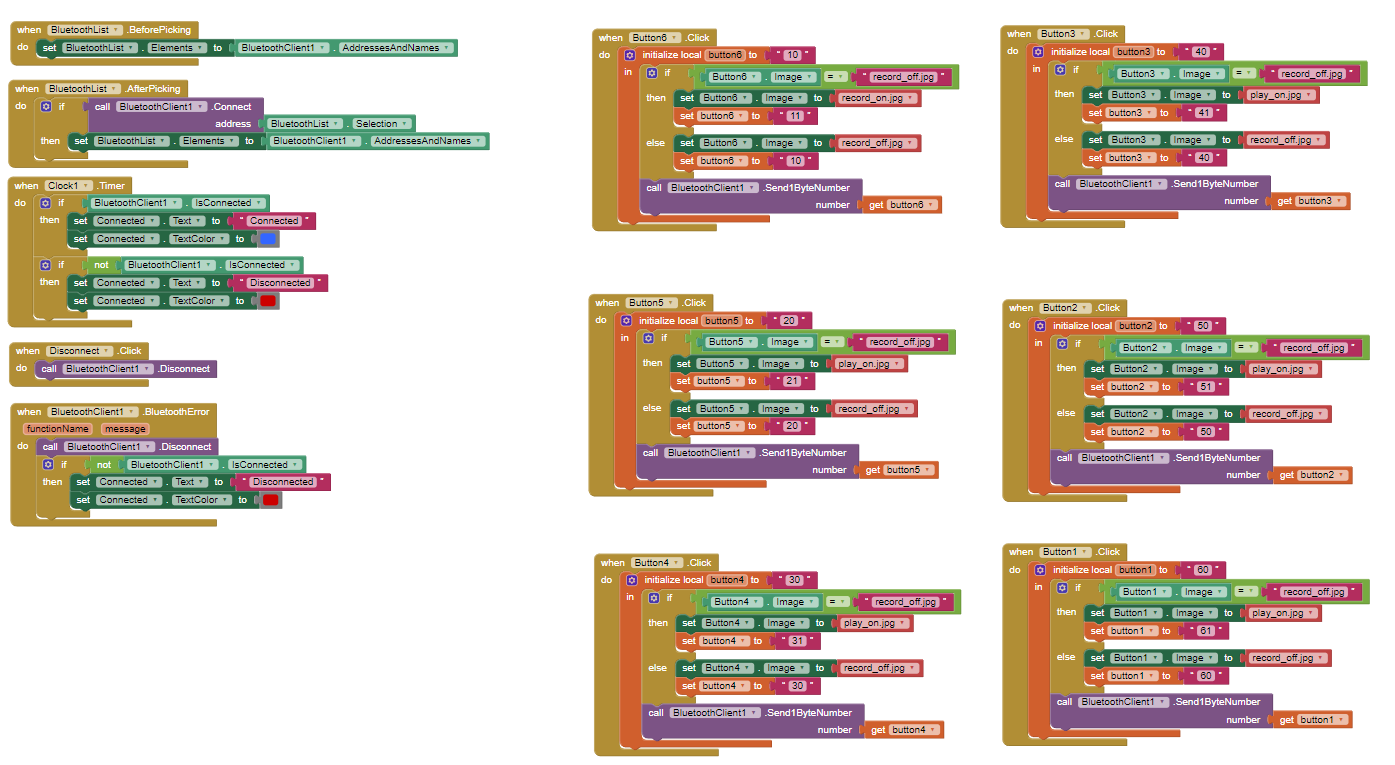 when BluetoothList .BeforePicking
do set BluetoothList . Elements to BluetoothClient1 . AddressesAndNames
when BluetoothList .AfterPicking
do if call BluetoothClient1 .Connect
address BluetoothList . Selection
then set BluetoothList . Elements to BluetoothClient1 . AddressesAndNames
when Clock1 .Timer
do if BluetoothClient1 . IsConnected
then set Connected . Text to " Connected "
set Connected . TextColor to
if not BluetoothClient1 . IsConnected
then set Connected . Text to " Disconnected "
set Connected . TextColor to
when Disconnect .Click
do call BluetoothClient1 .Disconnect
when BluetoothClient1 .BluetoothError
functionName message
do call BluetoothClient1 .Disconnect
if not BluetoothClient1 . IsConnected
then set Connected . Text to " Disconnected "
set Connected . TextColor to
when Button6 .Click
do initialize local button6 to " 10 "
in if Button6 . Image = " record_off.jpg "
then set Button6 . Image to record_on.jpg
set button6 to " 11 "
else set Button6 . Image to record_off.jpg
set button6 to " 10 "
call BluetoothClient1 .Send1ByteNumber
number get button6
when Button5 .Click
do initialize local button5 to " 20 "
in if Button5 . Image = " record_off.jpg "
then set Button5 . Image to play_on.jpg
set button5 to " 21 "
else set Button5 . Image to record_off.jpg
set button5 to " 20 "
call BluetoothClient1 .Send1ByteNumber
number get button5
when Button4 .Click
do initialize local button4 to " 30 "
in if Button4 . Image = " record_off.jpg "
then set Button4 . Image to play_on.jpg
set button4 to " 31 "
else set Button4 . Image to record_off.jpg
set button4 to " 30 "
call BluetoothClient1 .Send1ByteNumber
number get button4
when Button3 .Click
do initialize local button3 to " 40 "
in if Button3 . Image = " record_off.jpg "
then set Button3 . Image to play_on.jpg
set button3 to " 41 "
else set Button3 . Image to record_off.jpg
set button3 to " 40 "
call BluetoothClient1 .Send1ByteNumber
number get button3
when Button2 .Click
do initialize local button2 to " 50 "
in if Button2 . Image = " record_off.jpg "
then set Button2 . Image to play_on.jpg
set button2 to " 51 "
else set Button2 . Image to record_off.jpg
set button2 to " 50 "
call BluetoothClient1 .Send1ByteNumber
number get button2
when Button1 .Click
do initialize local button1 to " 60 "
in if Button1 . Image = " record_off.jpg "
then set Button1 . Image to play_on.jpg
set button1 to " 61 "
else set Button1 . Image to record_off.jpg
set button1 to " 60 "
call BluetoothClient1 .Send1ByteNumber
number get button1